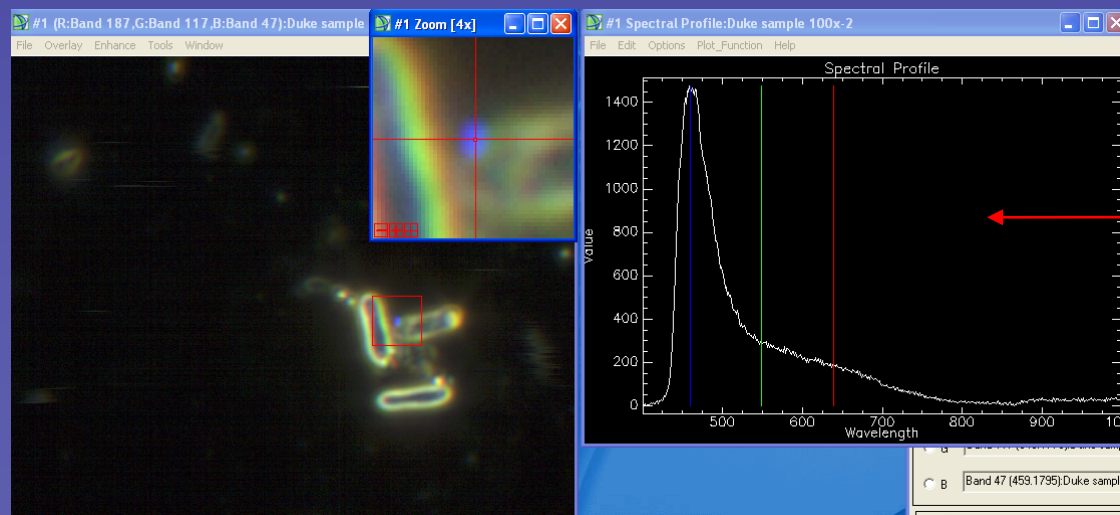 #1 (R:Band 187,G:Band 117,B:Band 47):Duke sample
File Overlay Enhance Tools Window
#1 Zoom [4x]
#1 Spectral Profile:Duke sample 100x-2
File Edit Options Plot_Function Help
Spectral Profile
1400
1200
1000
800
600
400
200
0
Value
500 600 700 800 900
Wavelength
B Band 47 (459.1795):Duke sampl